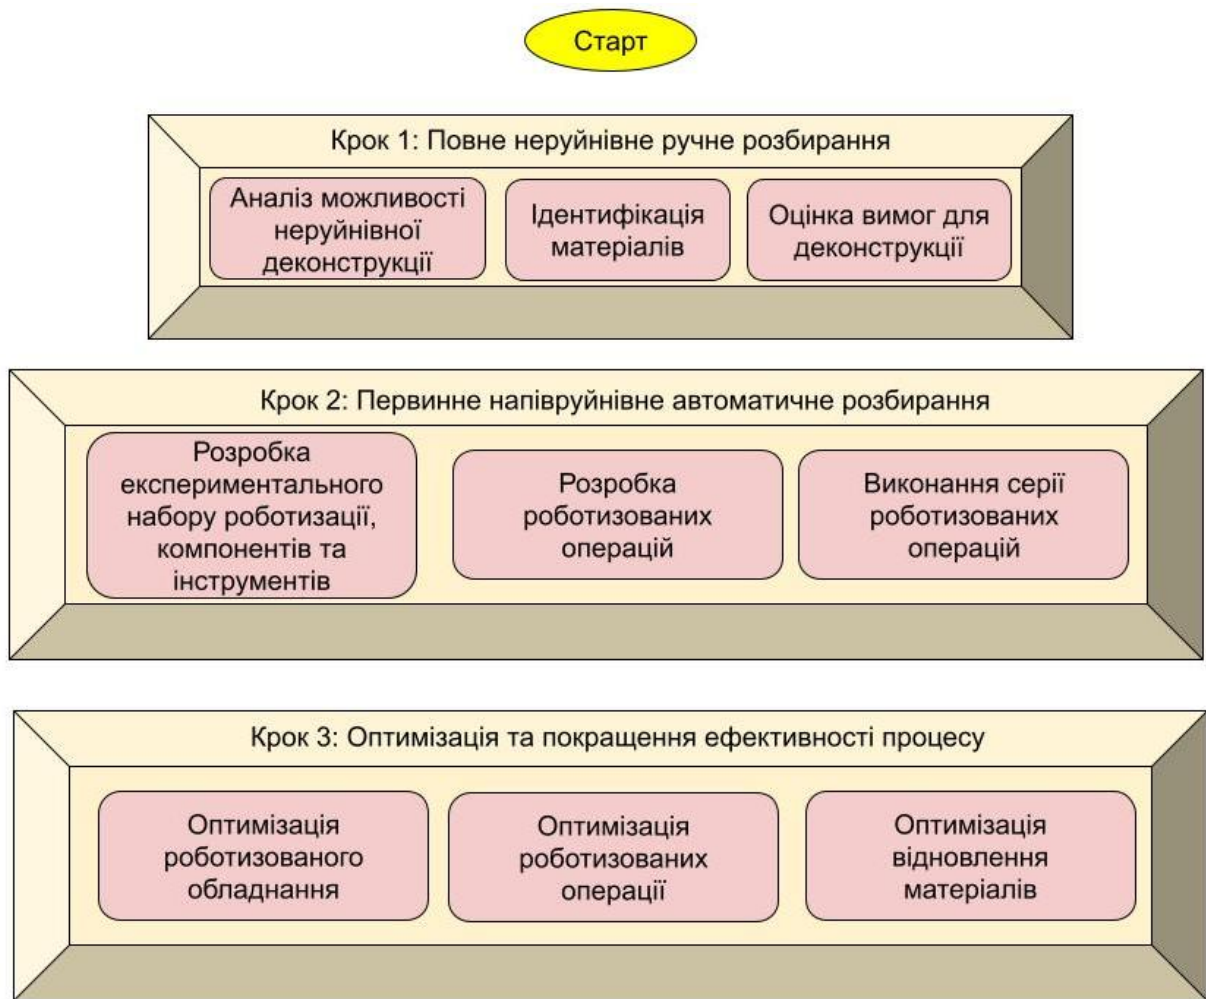 Старт
Крок 1: Повне неруйнівне ручне розбирання
Аналіз можливості
неруйнівної
деконструкції
Ідентифікація
матеріалів
Оцінка вимог для
деконструкції
Крок 2: Первинне напівруйнівне автоматичне розбирання
Розробка
експериментального
набору роботизації,
компонентів та
інструментів
Розробка
роботизованих
операцій
Виконання серії
роботизованих
операцій
Крок 3: Оптимізація та покращення ефективності процесу
Оптимізація
роботизованого
обладнання
Оптимізація
роботизованих
операції
Оптимізація
відновлення
матеріалів